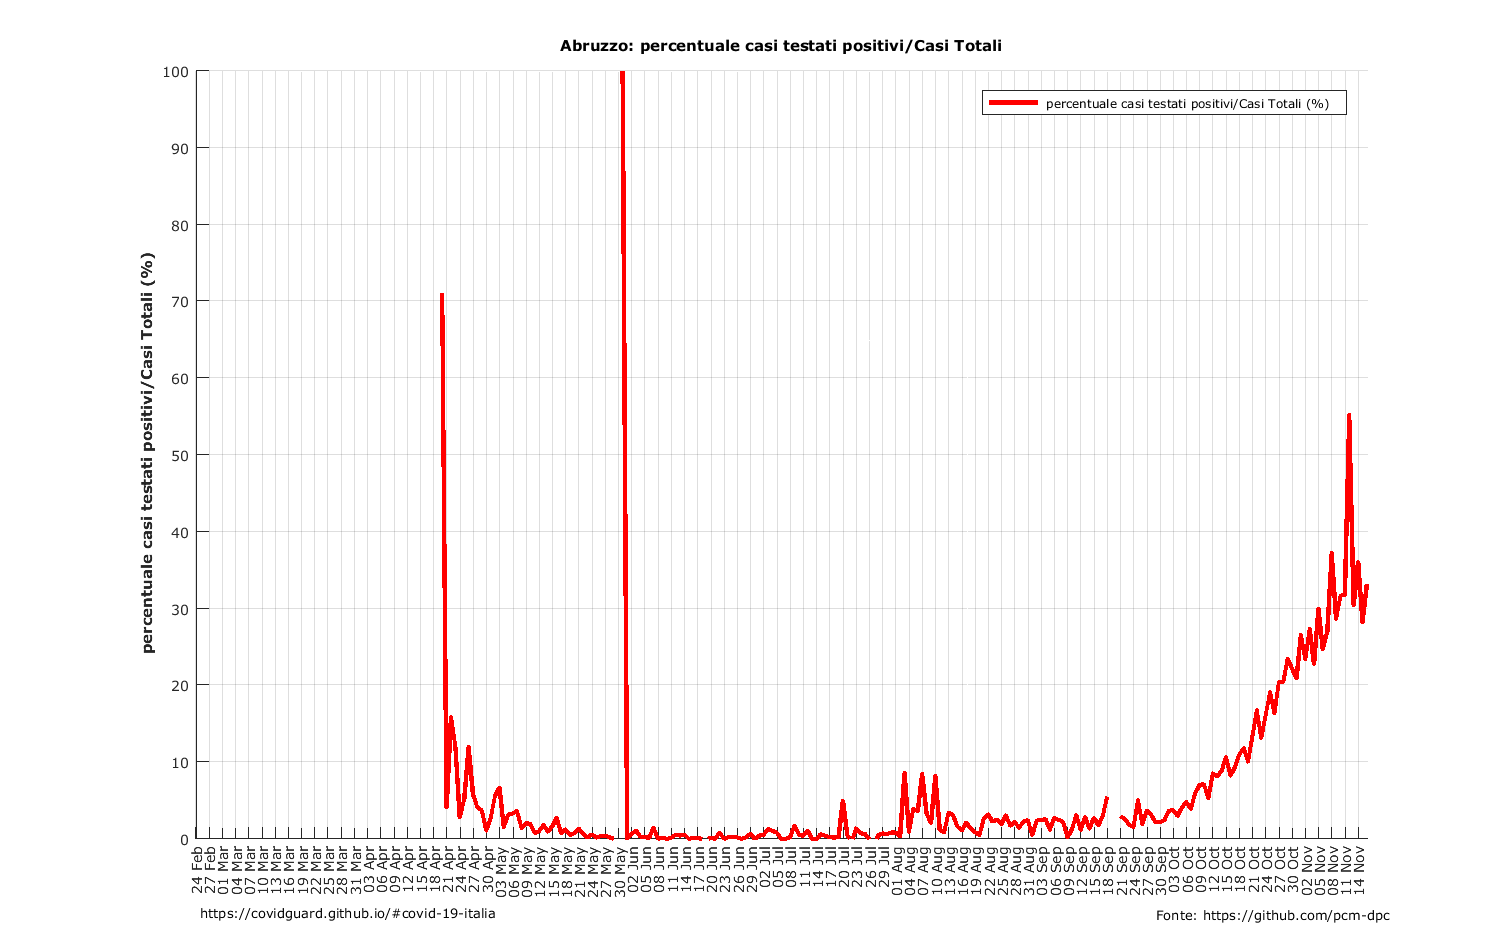 Abruzzo: percentuale casi testati positivi/Casi Totali
percentuale casi testati positivi/Casi Totali (%)
percentuale casi testati positivi/Casi Totali (%)
100
90
80
70
60
50
40
30
20
10
0
24 Feb
27 Feb
01 Mar
04 Mar
07 Mar
10 Mar
13 Mar
16 Mar
19 Mar
22 Mar
25 Mar
28 Mar
31 Mar
03 Apr
06 Apr
09 Apr
12 Apr
15 Apr
18 Apr
21 Apr
24 Apr
27 Apr
30 Apr
03 May
06 May
09 May
12 May
15 May
18 May
21 May
24 May
27 May
30 May
02 Jun
05 Jun
08 Jun
11 Jun
14 Jun
17 Jun
20 Jun
23 Jun
26 Jun
29 Jun
02 Jul
05 Jul
08 Jul
11 Jul
14 Jul
17 Jul
20 Jul
23 Jul
26 Jul
29 Jul
01 Aug
04 Aug
07 Aug
10 Aug
13 Aug
16 Aug
19 Aug
22 Aug
25 Aug
28 Aug
31 Aug
03 Sep
06 Sep
09 Sep
12 Sep
15 Sep
18 Sep
21 Sep
24 Sep
27 Sep
30 Sep
03 Oct
06 Oct
09 Oct
12 Oct
15 Oct
18 Oct
21 Oct
24 Oct
27 Oct
30 Oct
02 Nov
05 Nov
08 Nov
11 Nov
14 Nov
https://covidguard.github.io/#covid-19-italia
Fonte: https://github.com/pcm-dpc